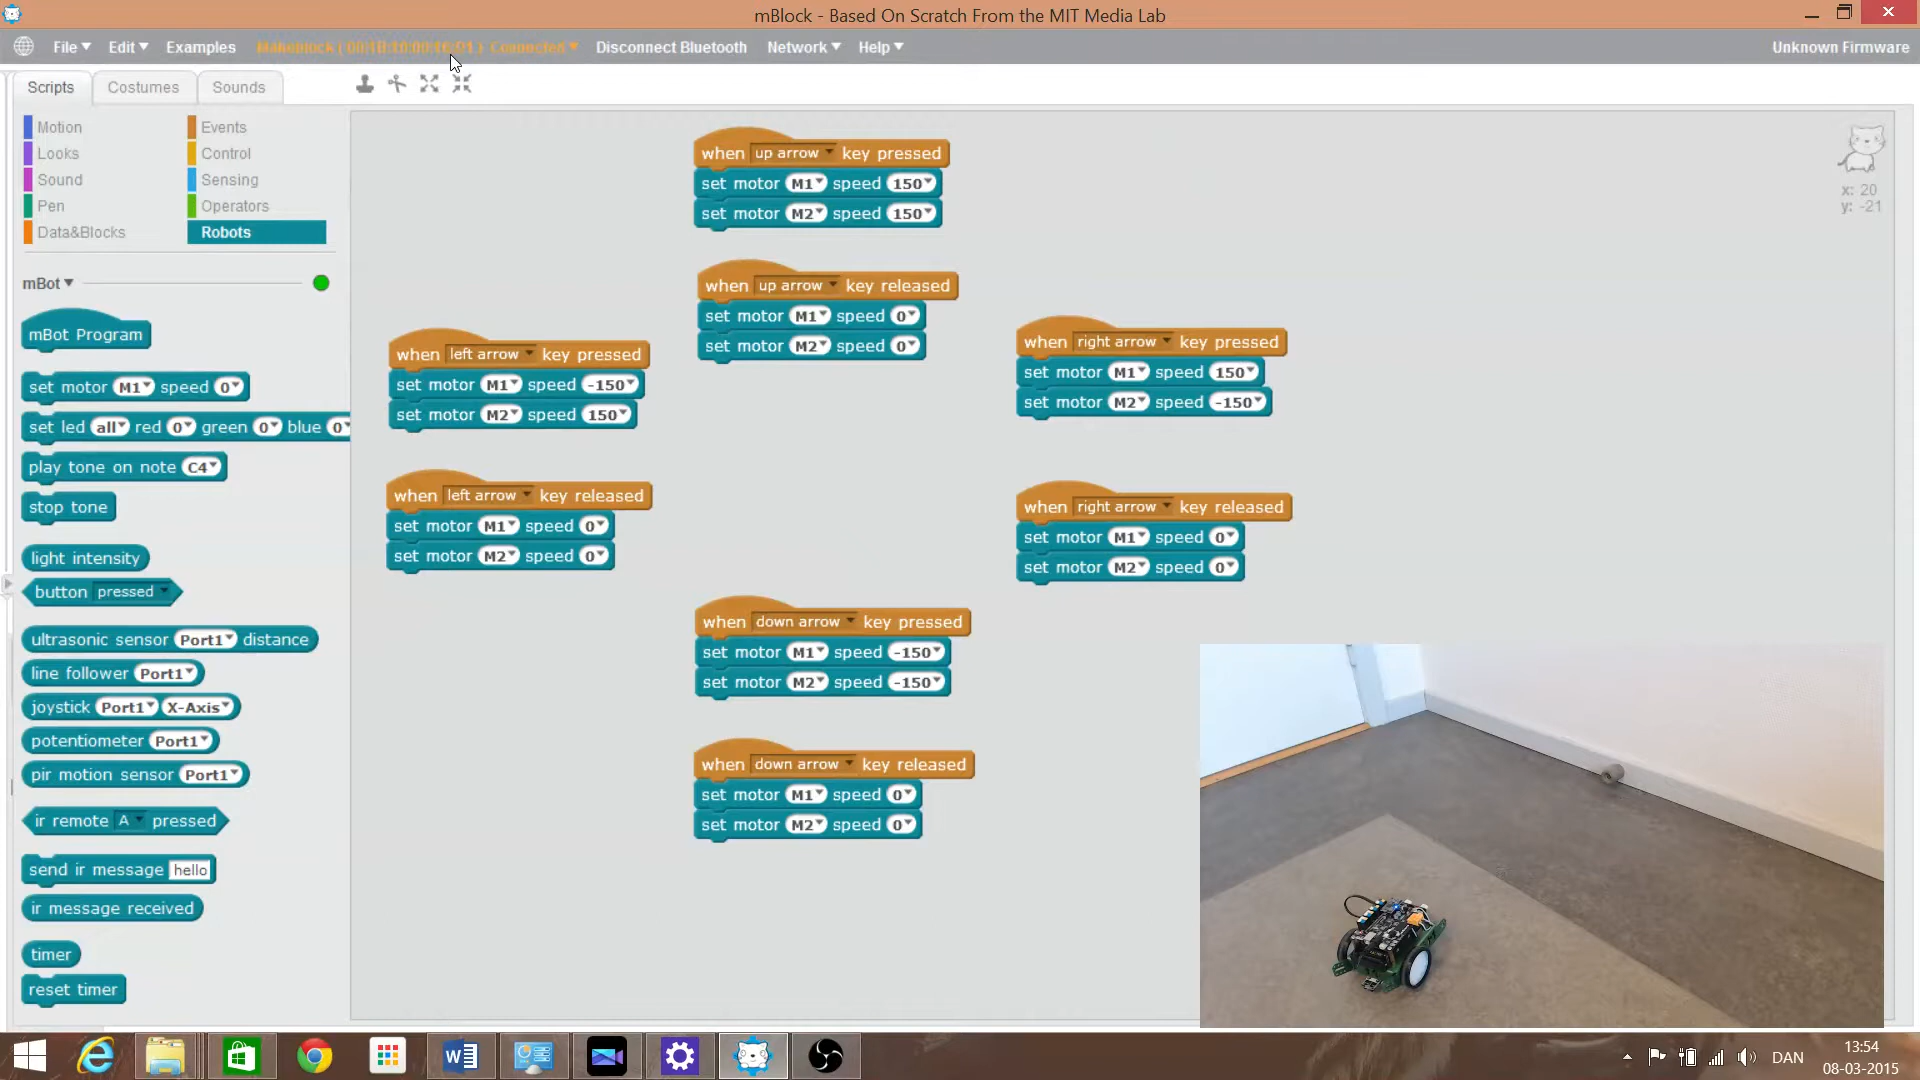 mBlock - Based On Scratch From the MIT Media Lab
File Edit Examples Makeblock ( Connected Disconnect Bluetooth Network Help Unknown Firmware
Scripts Costumes Sounds
Motion Events
Looks Control
Sound Sensing
Pen Operators
Data&Blocks Robots
mBot
mBot Program
set motor M1 speed 0
set led all red 0 green 0 blue 0
play tone on note C4
stop tone
light intensity
button pressed
ultrasonic sensor Port1 distance
line follower Port1
joystick Port1 X-Axis
potentiometer Port1
pir motion sensor Port1
ir remote A pressed
send ir message hello
ir message received
timer
reset timer
when up arrow key pressed
set motor M1 speed 150
set motor M2 speed 150
when up arrow key released
set motor M1 speed 0
set motor M2 speed 0
when left arrow key pressed
set motor M1 speed -150
set motor M2 speed 150
when left arrow key released
set motor M1 speed 0
set motor M2 speed 0
when right arrow key pressed
set motor M1 speed 150
set motor M2 speed -150
when right arrow key released
set motor M1 speed 0
set motor M2 speed 0
when down arrow key pressed
set motor M1 speed -150
set motor M2 speed -150
when down arrow key released
set motor M1 speed 0
set motor M2 speed 0
x: 20
y: -21
DAN
13:54
08-03-2015